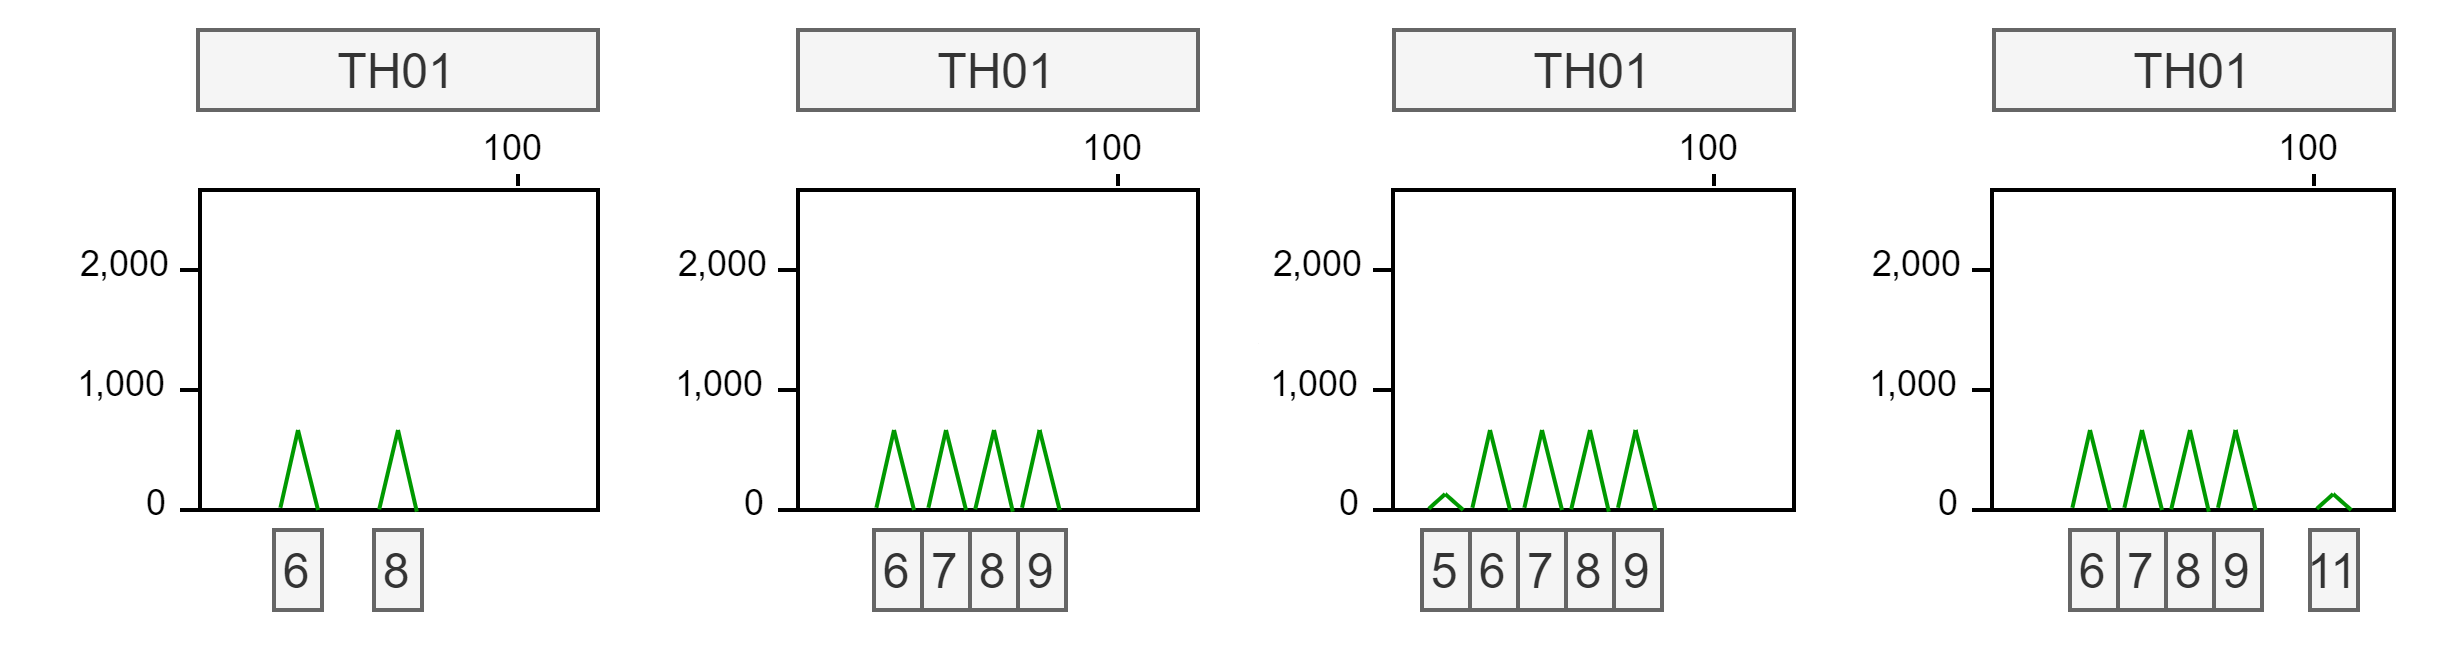 TH01 TH01 TH01 TH01
100 100 100 100
2,000 2,000 2,000 2,000
1,000 1,000 1,000 1,000
0 0 0 0
6 8 6 7 8 9 5 6 7 8 9 6 7 8 9 11